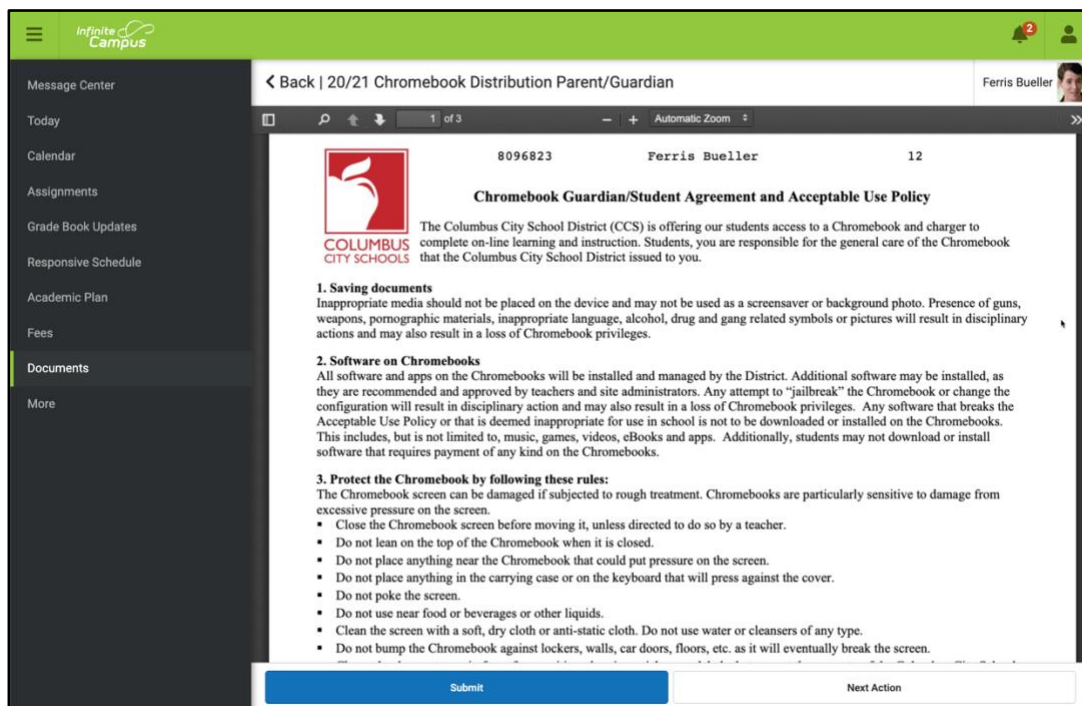 Infinite
Campus
2
Message Center
Today
Calendar
Assignments
Grade Book Updates
Responsive Schedule
Academic Plan
Fees
Documents
More
Back | 20/21 Chromebook Distribution Parent/Guardian
Ferris Bueller
1 of 3
Automatic Zoom
8096823 Ferris Bueller 12
Chromebook Guardian/Student Agreement and Acceptable Use Policy
COLUMBUS
CITY SCHOOLS
The Columbus City School District (CCS) is offering our students access to a Chromebook and charger to
complete on-line learning and instruction. Students, you are responsible for the general care of the Chromebook
that the Columbus City School District issued to you.
1. Saving documents
Inappropriate media should not be placed on the device and may not be used as a screensaver or background photo. Presence of guns,
weapons, pornographic materials, inappropriate language, alcohol, drug and gang related symbols or pictures will result in disciplinary
actions and may also result in a loss of Chromebook privileges.
2. Software on Chromebooks
All software and apps on the Chromebooks will be installed and managed by the District. Additional software may be installed, as
they are recommended and approved by teachers and site administrators. Any attempt to “jailbreak” the Chromebook or change the
configuration will result in disciplinary action and may also result in a loss of Chromebook privileges. Any software that breaks the
Acceptable Use Policy or that is deemed inappropriate for use in school is not to be downloaded or installed on the Chromebooks.
This includes, but is not limited to, music, games, videos, eBooks and apps. Additionally, students may not download or install
software that requires payment of any kind on the Chromebooks.
3. Protect the Chromebook by following these rules:
The Chromebook screen can be damaged if subjected to rough treatment. Chromebooks are particularly sensitive to damage from
excessive pressure on the screen.
▪ Close the Chromebook screen before moving it, unless directed to do so by a teacher.
▪ Do not lean on the top of the Chromebook when it is closed.
▪ Do not place anything near the Chromebook that could put pressure on the screen.
▪ Do not place anything in the carrying case or on the keyboard that will press against the cover.
▪ Do not poke the screen.
▪ Do not use near food or beverages or other liquids.
▪ Clean the screen with a soft, dry cloth or anti-static cloth. Do not use water or cleansers of any type.
▪ Do not bump the Chromebook against lockers, walls, car doors, floors, etc. as it will eventually break the screen.
Submit
Next Action